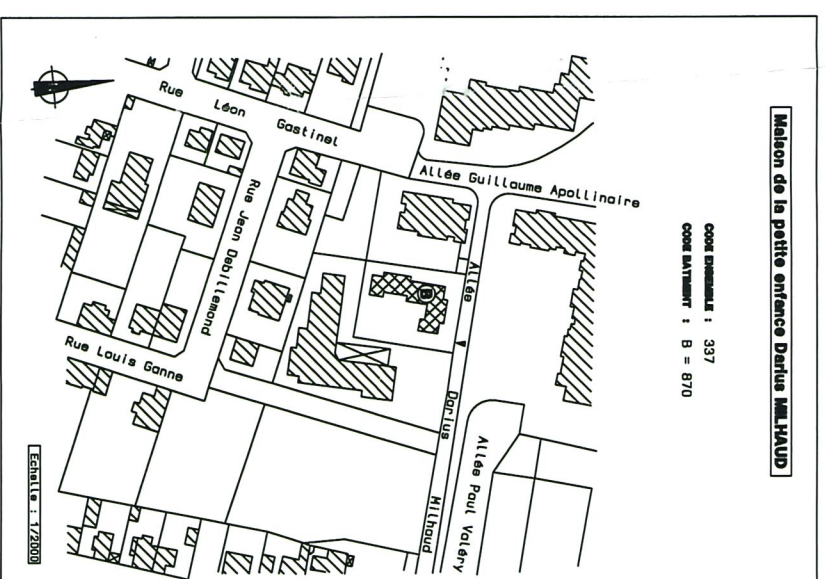 Maison de la petite enfance Darius MILHAUD
CODE ENSEMBLE : 337
CODE BATIMENT : B = 870
Rue Léon Gastinel
Allée Guillaume Apollinaire
Rue Jean Debillemond
Allée Darius Milhaud
B
Rue Louis Ganne
Allée Paul Valéry
Echelle : 1/2000